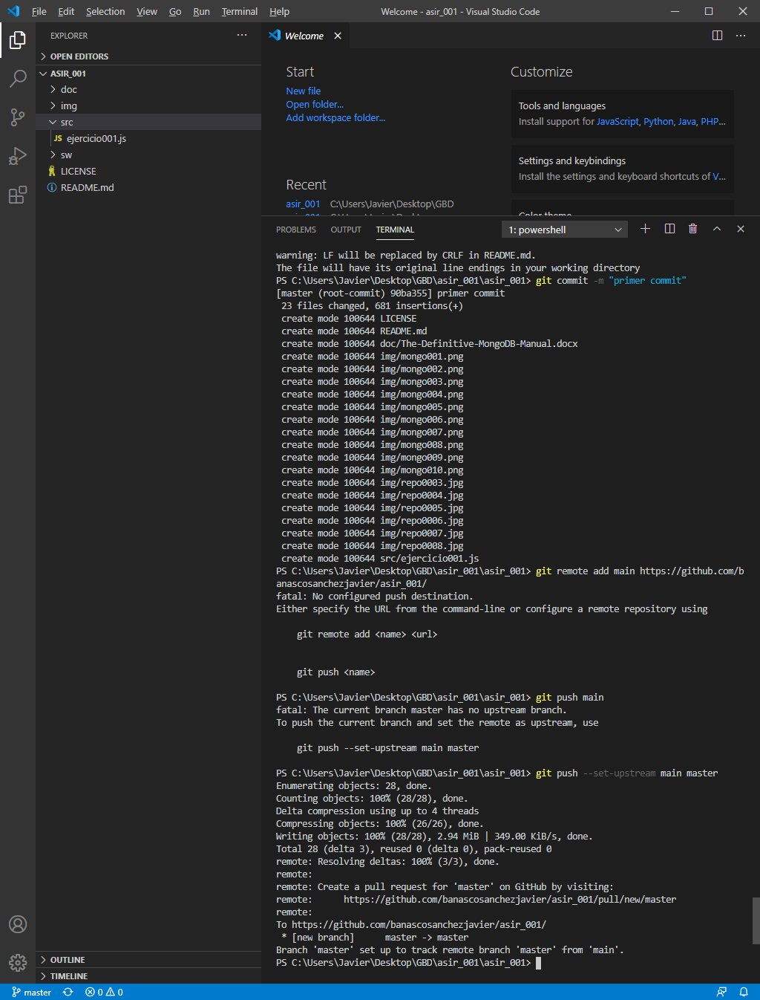 File Edit Selection View Go Run Terminal Help Welcome - asir_001 - Visual Studio Code
EXPLORER
OPEN EDITORS
ASIR_001
doc
img
src
JS ejercicio001.js
sw
LICENSE
README.md
OUTLINE
TIMELINE
Welcome
Start
New file
Open folder...
Add workspace folder...
Recent
asir_001 C:\Users\Javier\Desktop\GBD
Customize
Tools and languages
Install support for JavaScript, Python, Java, PHP...
Settings and keybindings
Install the settings and keyboard shortcuts of V...
Color theme
PROBLEMS OUTPUT TERMINAL 1: powershell
warning: LF will be replaced by CRLF in README.md.
The file will have its original line endings in your working directory
PS C:\Users\Javier\Desktop\GBD\asir_001\asir_001> git commit -m "primer commit"
[master (root-commit) 90ba355] primer commit
23 files changed, 681 insertions(+)
create mode 100644 LICENSE
create mode 100644 README.md
create mode 100644 doc/The-Definitive-MongoDB-Manual.docx
create mode 100644 img/mongo001.png
create mode 100644 img/mongo002.png
create mode 100644 img/mongo003.png
create mode 100644 img/mongo004.png
create mode 100644 img/mongo005.png
create mode 100644 img/mongo006.png
create mode 100644 img/mongo007.png
create mode 100644 img/mongo008.png
create mode 100644 img/mongo009.png
create mode 100644 img/mongo010.png
create mode 100644 img/repo0003.jpg
create mode 100644 img/repo0004.jpg
create mode 100644 img/repo0005.jpg
create mode 100644 img/repo0006.jpg
create mode 100644 img/repo0007.jpg
create mode 100644 img/repo0008.jpg
create mode 100644 src/ejercicio001.js
PS C:\Users\Javier\Desktop\GBD\asir_001\asir_001> git remote add main https://github.com/b
anascosanchezjavier/asir_001/
fatal: No configured push destination.
Either specify the URL from the command-line or configure a remote repository using
git remote add <name> <url>
git push <name>
PS C:\Users\Javier\Desktop\GBD\asir_001\asir_001> git push main
fatal: The current branch master has no upstream branch.
To push the current branch and set the remote as upstream, use
git push --set-upstream main master
PS C:\Users\Javier\Desktop\GBD\asir_001\asir_001> git push --set-upstream main master
Enumerating objects: 28, done.
Counting objects: 100% (28/28), done.
Delta compression using up to 4 threads
Compressing objects: 100% (26/26), done.
Writing objects: 100% (28/28), 2.94 MiB | 349.00 KiB/s, done.
Total 28 (delta 3), reused 0 (delta 0), pack-reused 0
remote: Resolving deltas: 100% (3/3), done.
remote:
remote: Create a pull request for 'master' on GitHub by visiting:
remote: https://github.com/banascosanchezjavier/asir_001/pull/new/master
remote:
To https://github.com/banascosanchezjavier/asir_001/
* [new branch] master -> master
Branch 'master' set up to track remote branch 'master' from 'main'.
PS C:\Users\Javier\Desktop\GBD\asir_001\asir_001>
master 0 0